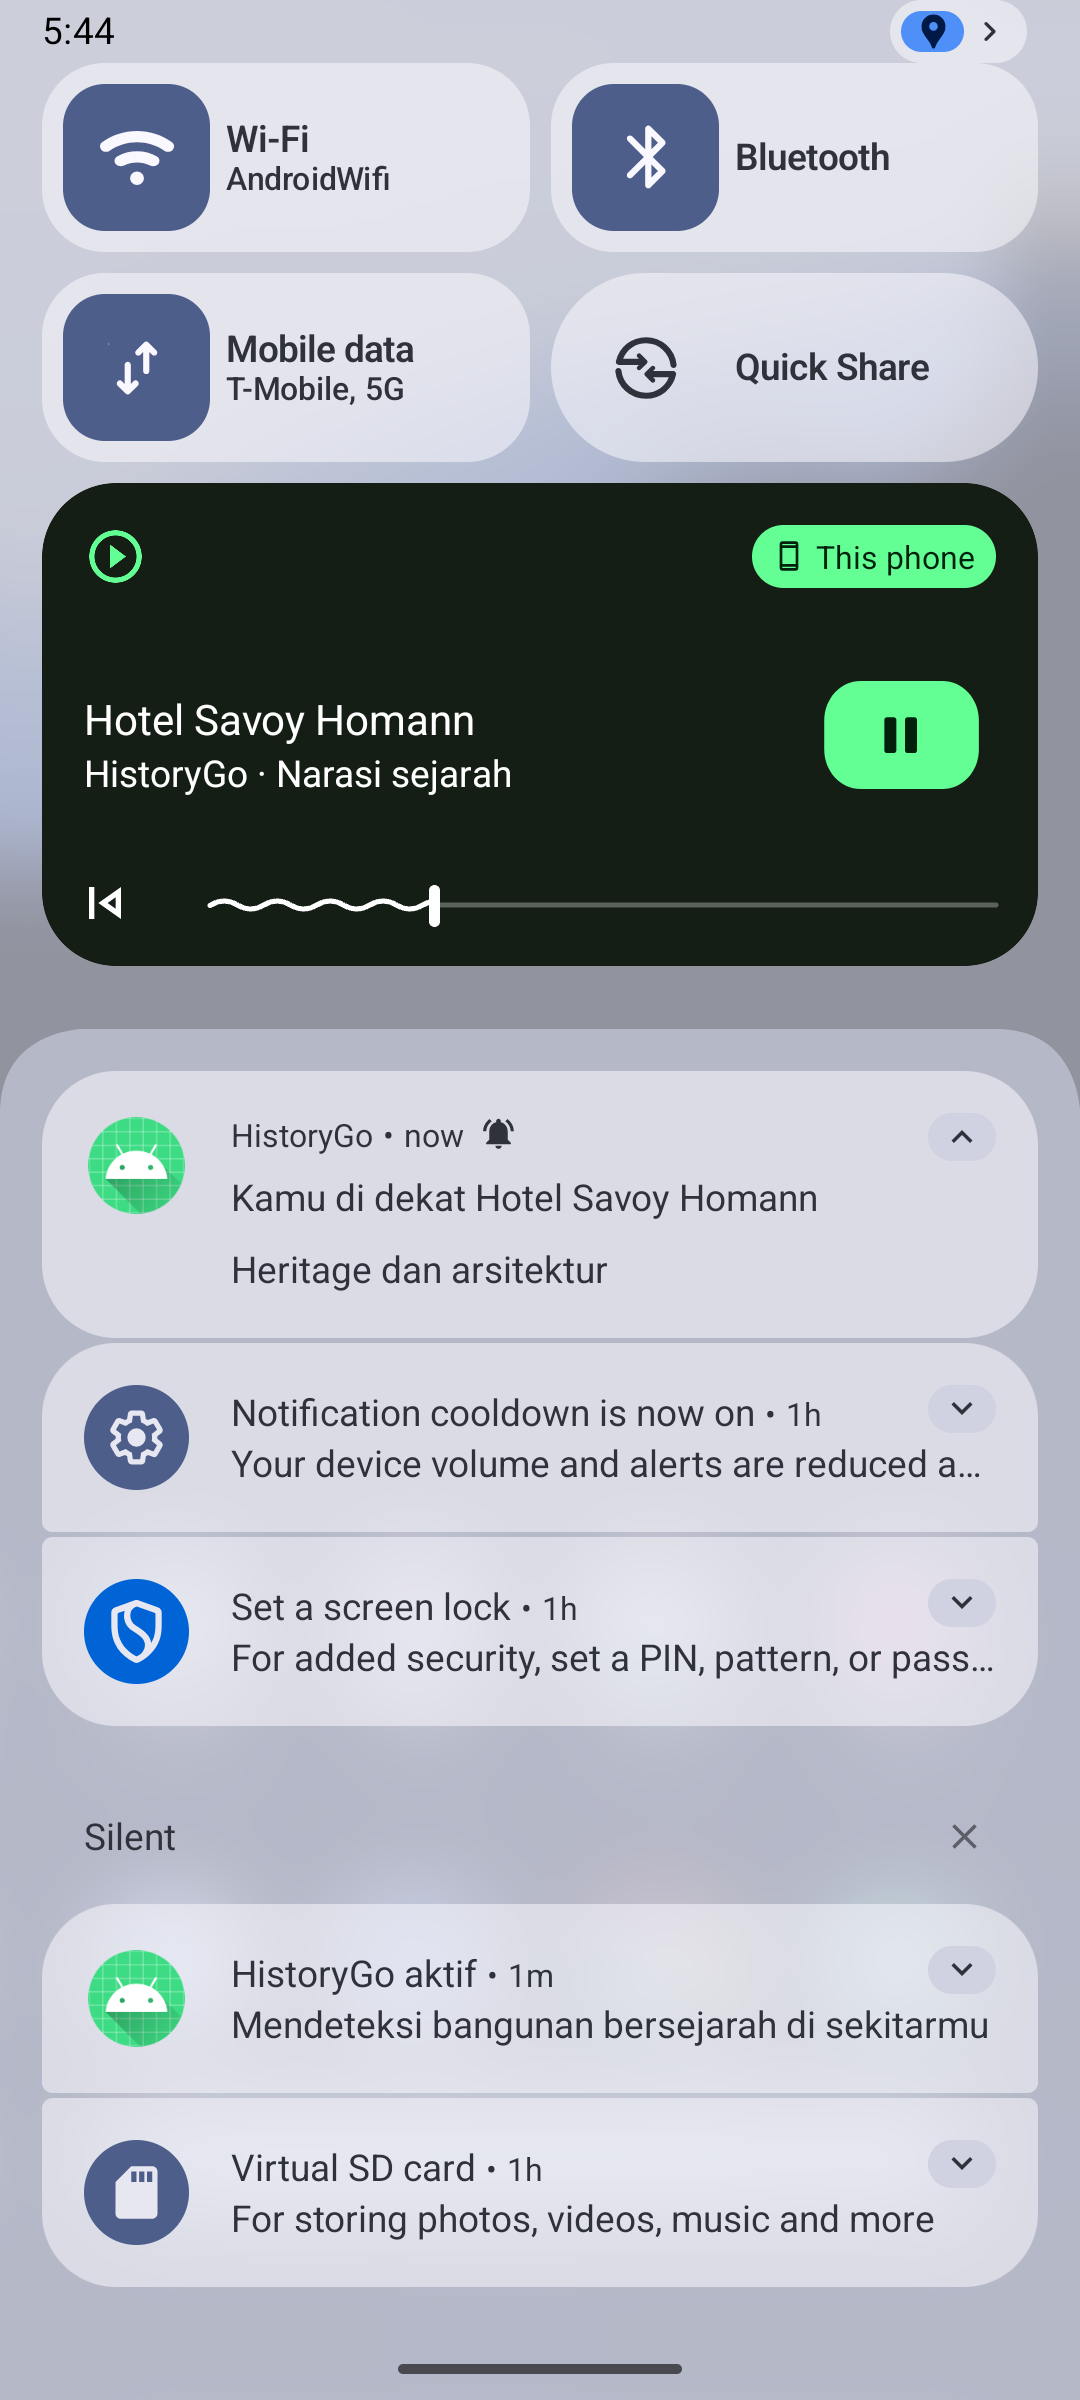 5:44
Wi-Fi
AndroidWifi
Bluetooth
Mobile data
T-Mobile, 5G
Quick Share
This phone
Hotel Savoy Homann
HistoryGo · Narasi sejarah
HistoryGo • now
Kamu di dekat Hotel Savoy Homann
Heritage dan arsitektur
Notification cooldown is now on • 1h
Your device volume and alerts are reduced a…
Set a screen lock • 1h
For added security, set a PIN, pattern, or pass…
Silent
HistoryGo aktif • 1m
Mendeteksi bangunan bersejarah di sekitarmu
Virtual SD card • 1h
For storing photos, videos, music and more